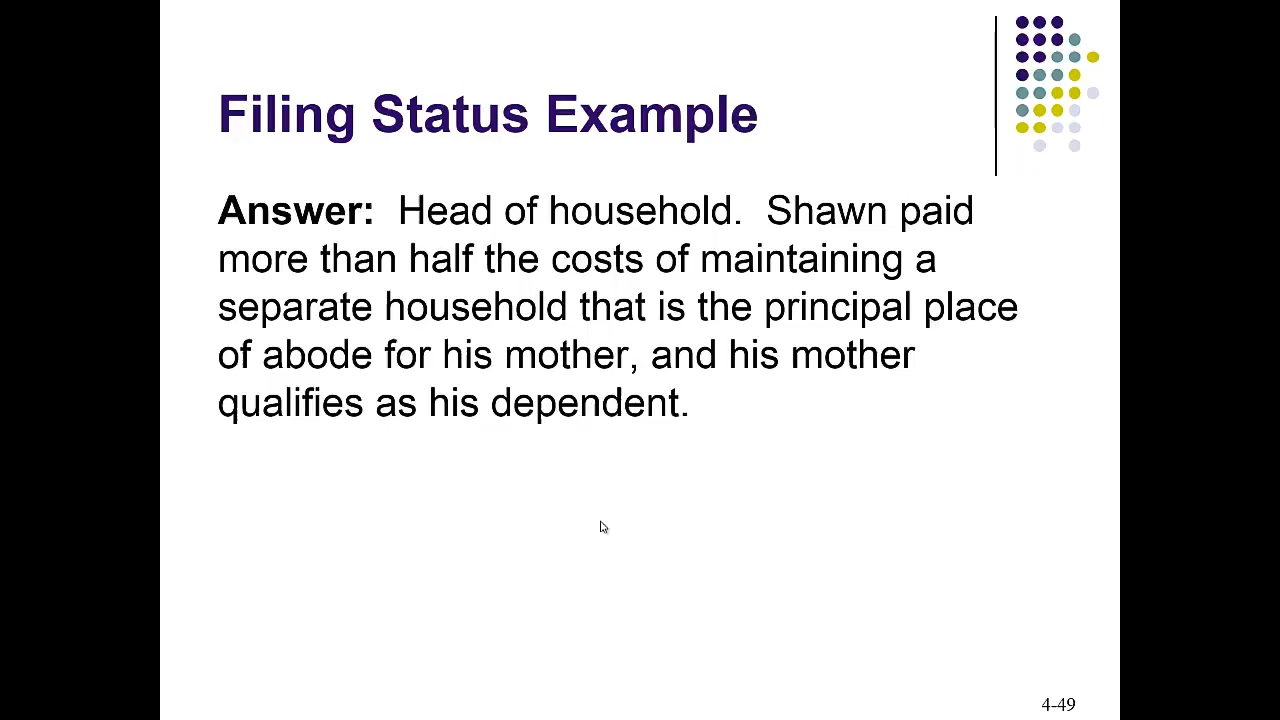 Filing Status Example
Answer:  Head of household.  Shawn paid
more than half the costs of maintaining a
separate household that is the principal place
of abode for his mother, and his mother
qualifies as his dependent.
4-49